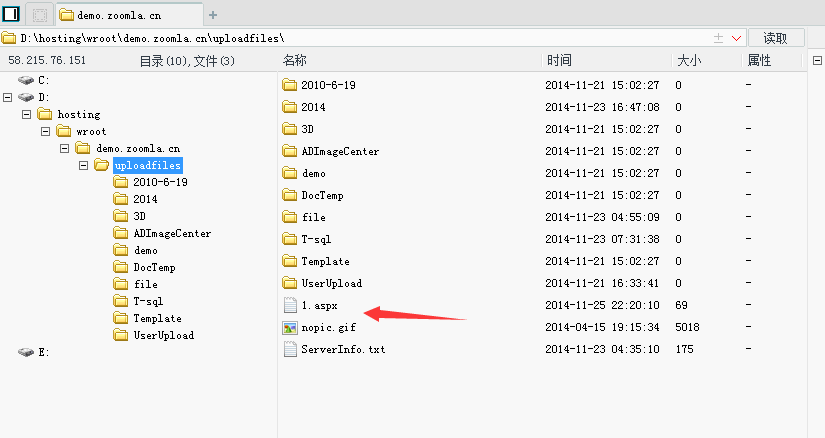 demo.zoomla.cn
D:\hosting\wroot\demo.zoomla.cn\uploadfiles\ 读取
58.215.76.151 目录(10),文件(3) 名称 时间 大小 属性
C:
D:
hosting
wroot
demo.zoomla.cn
uploadfiles
2010-6-19
2014
3D
ADImageCenter
demo
DocTemp
file
T-sql
Template
UserUpload
E:
2010-6-19 2014-11-21 15:02:27 0 -
2014 2014-11-23 16:47:08 0 -
3D 2014-11-21 15:02:27 0 -
ADImageCenter 2014-11-21 15:02:27 0 -
demo 2014-11-21 15:02:27 0 -
DocTemp 2014-11-21 15:02:27 0 -
file 2014-11-23 04:55:09 0 -
T-sql 2014-11-23 07:31:38 0 -
Template 2014-11-21 15:02:27 0 -
UserUpload 2014-11-21 16:33:41 0 -
1.aspx 2014-11-25 22:20:10 69 -
nopic.gif 2014-04-15 19:15:34 5018 -
ServerInfo.txt 2014-11-23 04:35:10 175 -